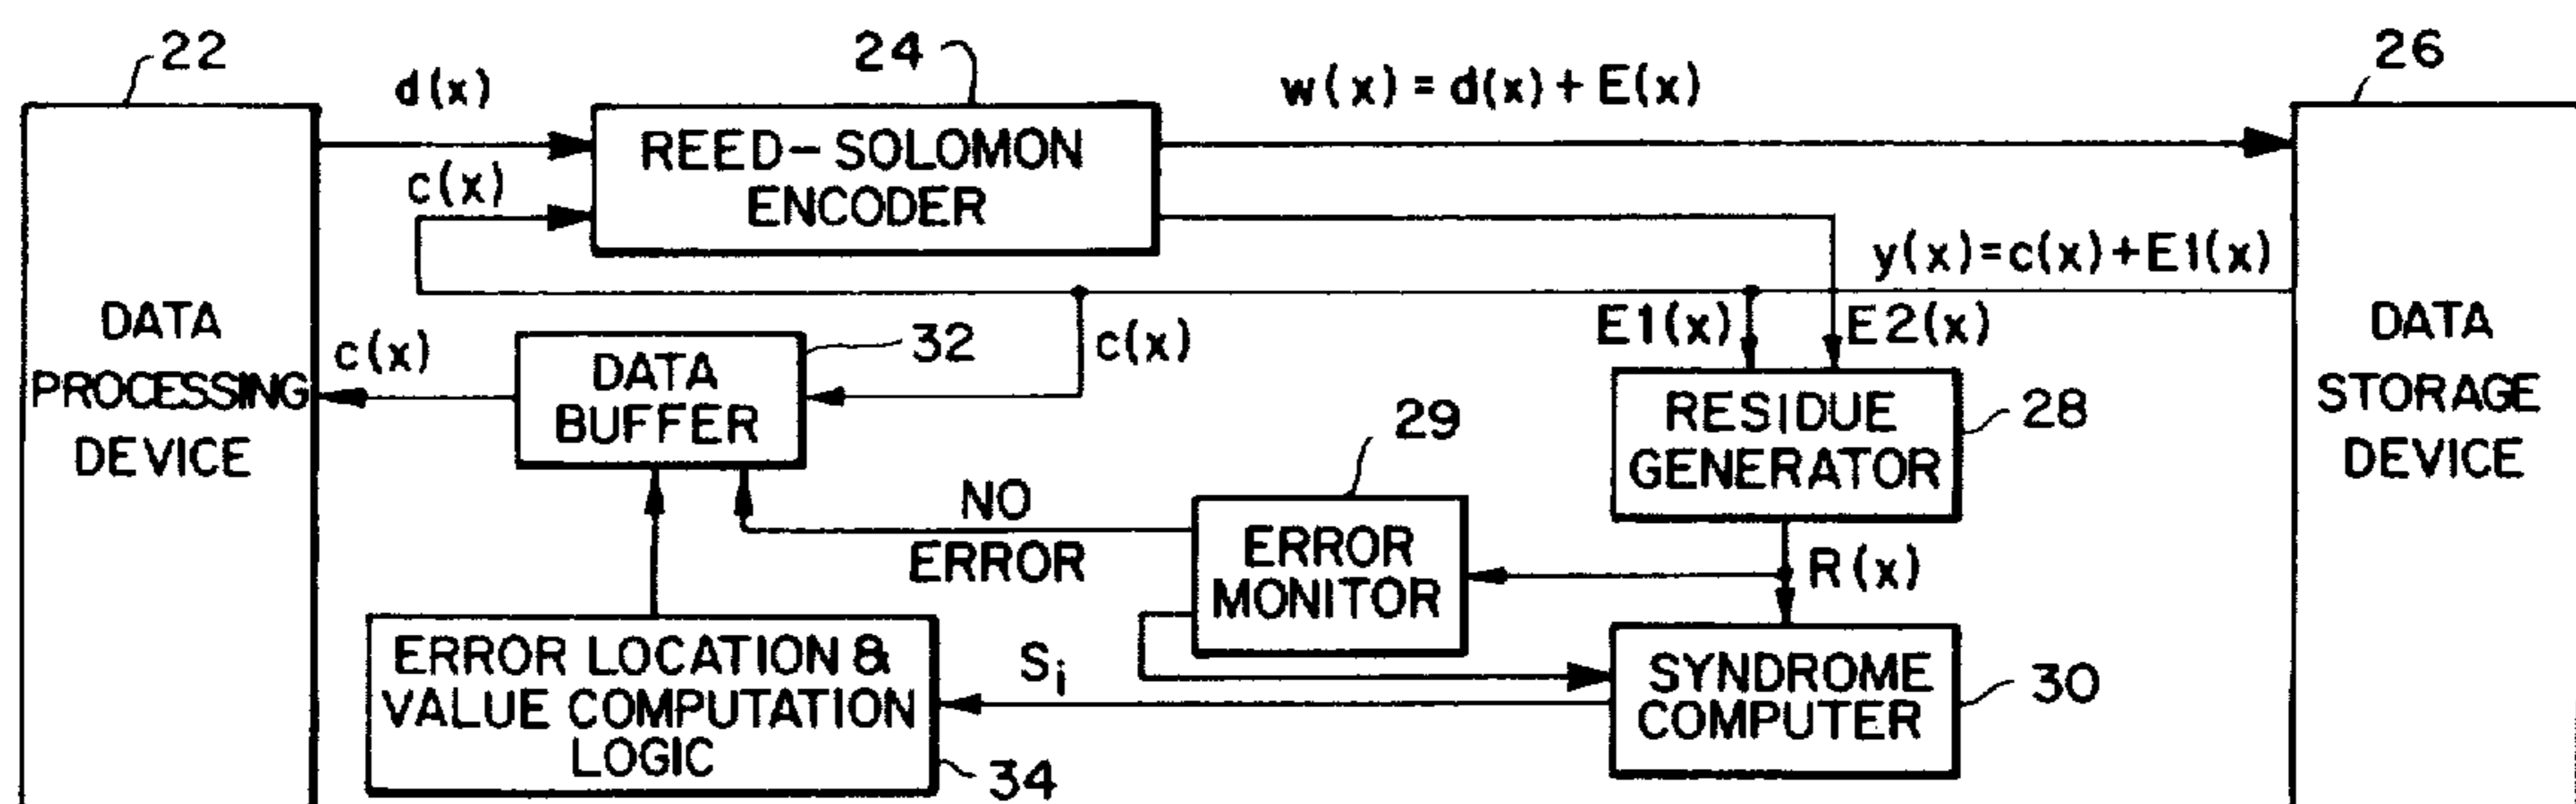 22
d(x)
24
w(x) = d(x) + E(x)
26
REED-SOLOMON
ENCODER
c(x)
y(x)=c(x)+E1(x)
DATA
PROCESSING
DEVICE
c(x)
DATA
BUFFER
32
c(x)
E1(x)
E2(x)
RESIDUE
GENERATOR
28
DATA
STORAGE
DEVICE
29
NO
ERROR
ERROR
MONITOR
R(x)
ERROR LOCATION &
VALUE COMPUTATION
LOGIC
34
Si
SYNDROME
COMPUTER
30